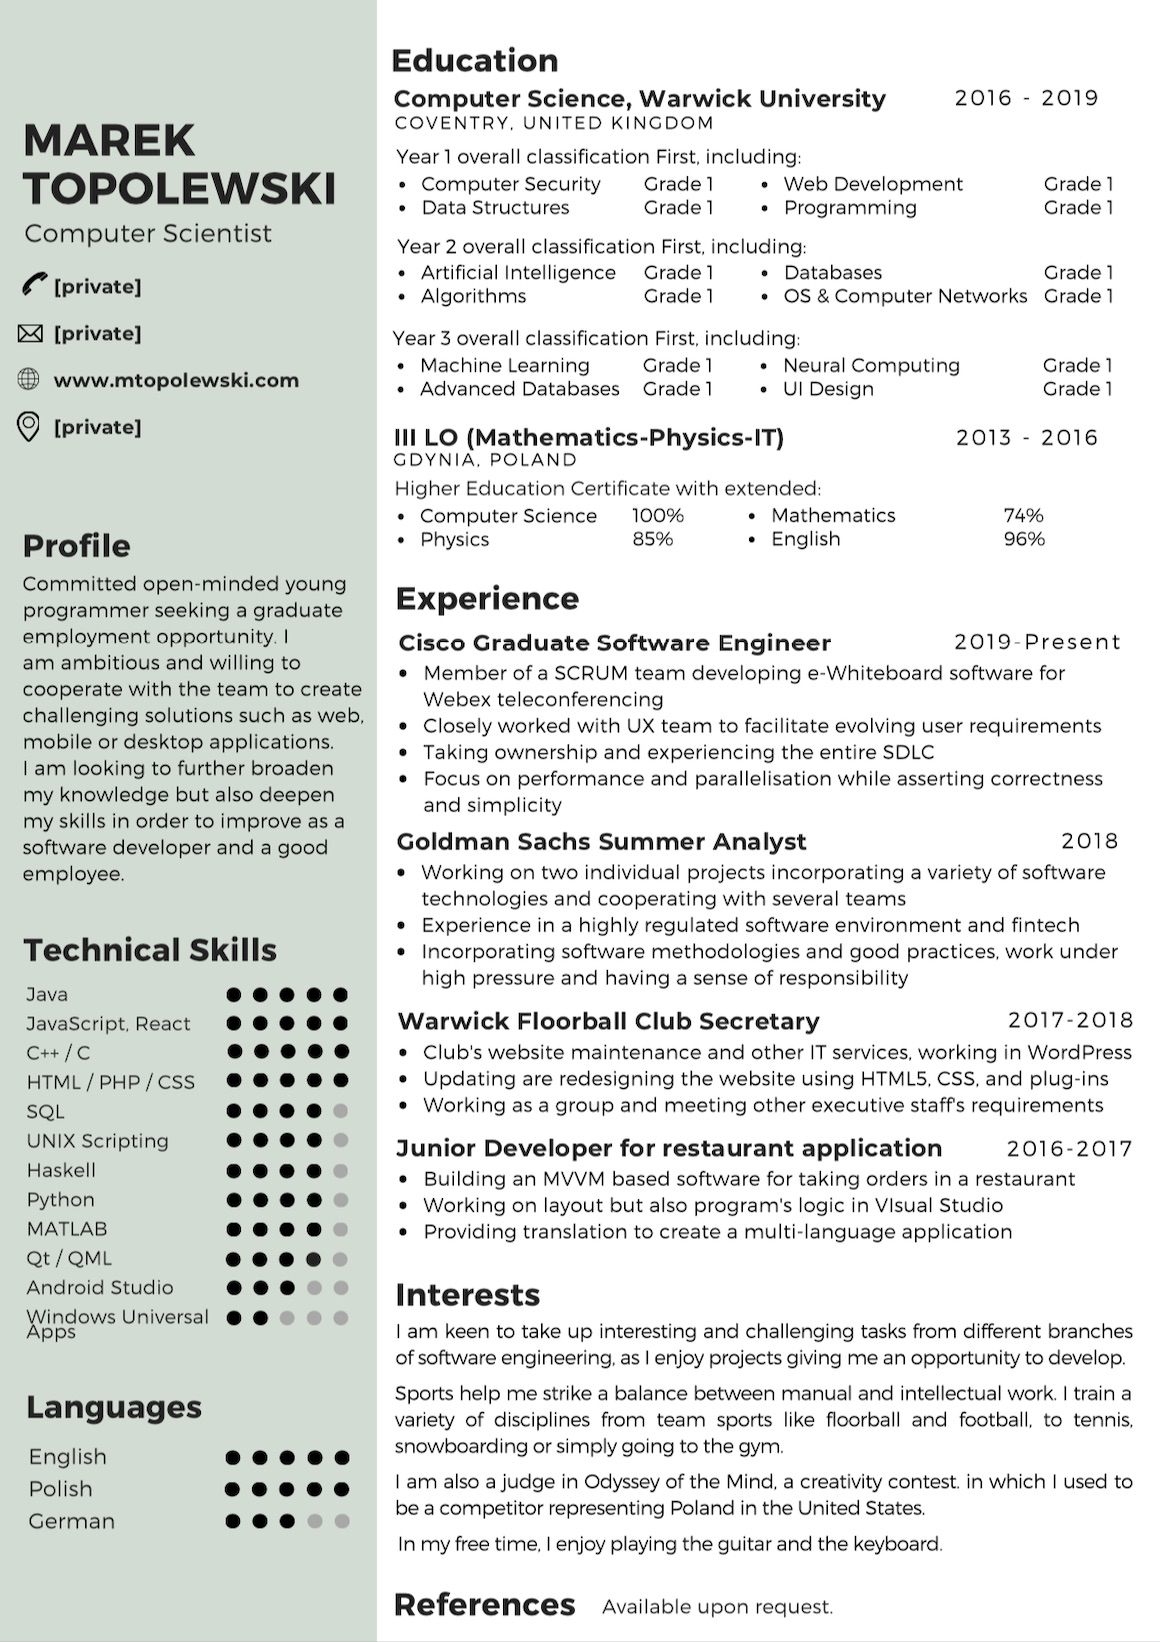 MAREK
TOPOLEWSKI
Computer Scientist
[private]
[private]
www.mtopolewski.com
[private]
Profile
Committed open-minded young
programmer seeking a graduate
employment opportunity. I
am ambitious and willing to
cooperate with the team to create
challenging solutions such as web,
mobile or desktop applications.
I am looking to further broaden
my knowledge but also deepen
my skills in order to improve as a
software developer and a good
employee.
Technical Skills
Java
JavaScript, React
C++ / C
HTML / PHP / CSS
SQL
UNIX Scripting
Haskell
Python
MATLAB
Qt / QML
Android Studio
Windows Universal
Apps
Languages
English
Polish
German
Education
Computer Science, Warwick University 2016 - 2019
COVENTRY, UNITED KINGDOM
Year 1 overall classification First, including:
• Computer Security Grade 1 • Web Development Grade 1
• Data Structures Grade 1 • Programming Grade 1
Year 2 overall classification First, including:
• Artificial Intelligence Grade 1 • Databases Grade 1
• Algorithms Grade 1 • OS & Computer Networks Grade 1
Year 3 overall classification First, including:
• Machine Learning Grade 1 • Neural Computing Grade 1
• Advanced Databases Grade 1 • UI Design Grade 1
III LO (Mathematics-Physics-IT) 2013 - 2016
GDYNIA, POLAND
Higher Education Certificate with extended:
• Computer Science 100% • Mathematics 74%
• Physics 85% • English 96%
Experience
Cisco Graduate Software Engineer 2019-Present
• Member of a SCRUM team developing e-Whiteboard software for
Webex teleconferencing
• Closely worked with UX team to facilitate evolving user requirements
• Taking ownership and experiencing the entire SDLC
• Focus on performance and parallelisation while asserting correctness
and simplicity
Goldman Sachs Summer Analyst 2018
• Working on two individual projects incorporating a variety of software
technologies and cooperating with several teams
• Experience in a highly regulated software environment and fintech
• Incorporating software methodologies and good practices, work under
high pressure and having a sense of responsibility
Warwick Floorball Club Secretary 2017-2018
• Club's website maintenance and other IT services, working in WordPress
• Updating are redesigning the website using HTML5, CSS, and plug-ins
• Working as a group and meeting other executive staff's requirements
Junior Developer for restaurant application 2016-2017
• Building an MVVM based software for taking orders in a restaurant
• Working on layout but also program's logic in VIsual Studio
• Providing translation to create a multi-language application
Interests
I am keen to take up interesting and challenging tasks from different branches
of software engineering, as I enjoy projects giving me an opportunity to develop.
Sports help me strike a balance between manual and intellectual work. I train a
variety of disciplines from team sports like floorball and football, to tennis,
snowboarding or simply going to the gym.
I am also a judge in Odyssey of the Mind, a creativity contest. in which I used to
be a competitor representing Poland in the United States.
In my free time, I enjoy playing the guitar and the keyboard.
References Available upon request.